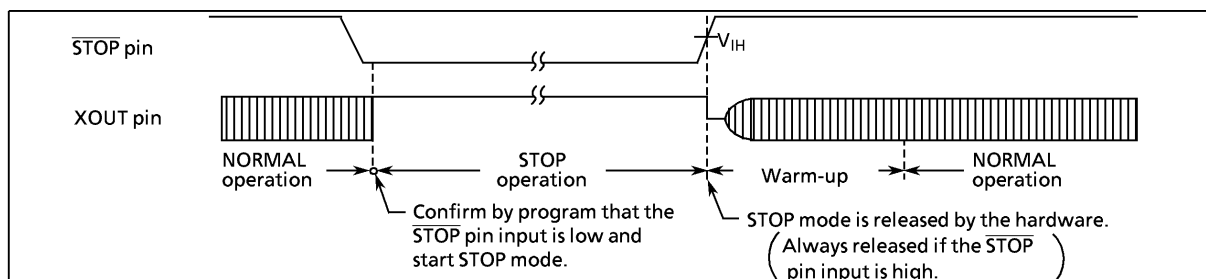 STOP pin
VIH
XOUT pin
NORMAL
operation
STOP
operation
Warm-up
NORMAL
operation
Confirm by program that the
STOP pin input is low and
start STOP mode.
STOP mode is released by the hardware.
(Always released if the STOP
pin input is high.)